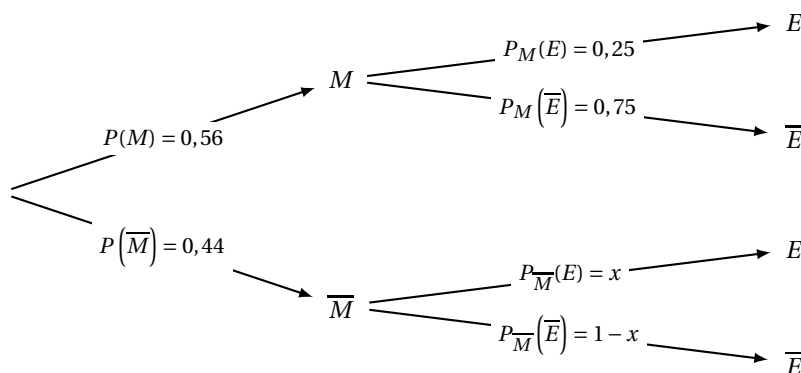 E
P_M(E) = 0,25
M
P_M(E̅) = 0,75
P(M) = 0,56
E̅
P(M̅) = 0,44
E
P_M̅(E) = x
M̅
P_M̅(E̅) = 1 − x
E̅